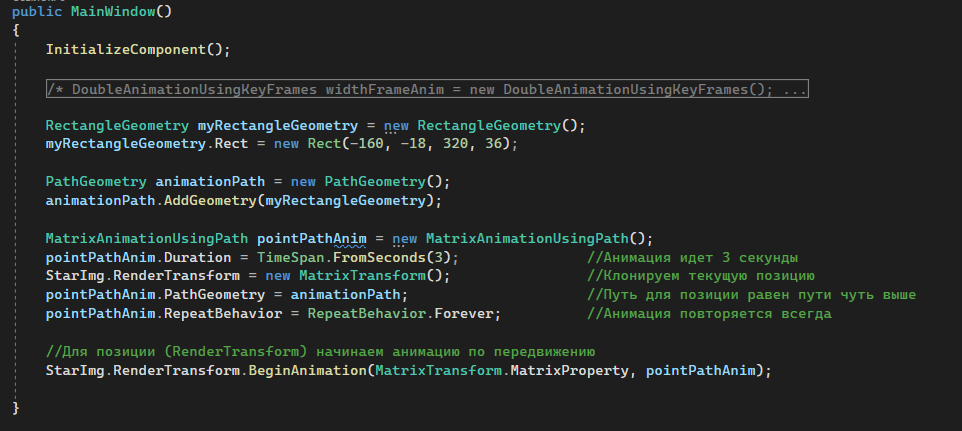 public MainWindow()
{
InitializeComponent();
/* DoubleAnimationUsingKeyFrames widthFrameAnim = new DoubleAnimationUsingKeyFrames(); ...
RectangleGeometry myRectangleGeometry = new RectangleGeometry();
myRectangleGeometry.Rect = new Rect(-160, -18, 320, 36);
PathGeometry animationPath = new PathGeometry();
animationPath.AddGeometry(myRectangleGeometry);
MatrixAnimationUsingPath pointPathAnim = new MatrixAnimationUsingPath();
pointPathAnim.Duration = TimeSpan.FromSeconds(3); //Анимация идет 3 секунды
StarImg.RenderTransform = new MatrixTransform(); //Клонируем текущую позицию
pointPathAnim.PathGeometry = animationPath; //Путь для позиции равен пути чуть выше
pointPathAnim.RepeatBehavior = RepeatBehavior.Forever; //Анимация повторяется всегда
//Для позиции (RenderTransform) начинаем анимацию по передвижению
StarImg.RenderTransform.BeginAnimation(MatrixTransform.MatrixProperty, pointPathAnim);
}